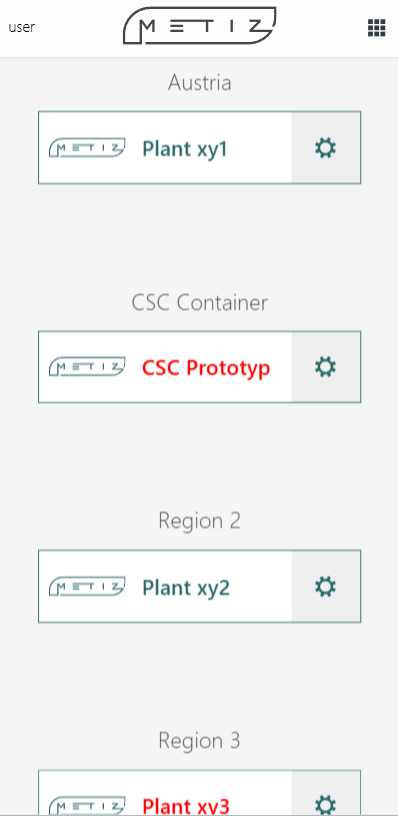 user
METIZ
Austria
METIZ Plant xy1
CSC Container
METIZ CSC Prototyp
Region 2
METIZ Plant xy2
Region 3
METIZ Plant xy3